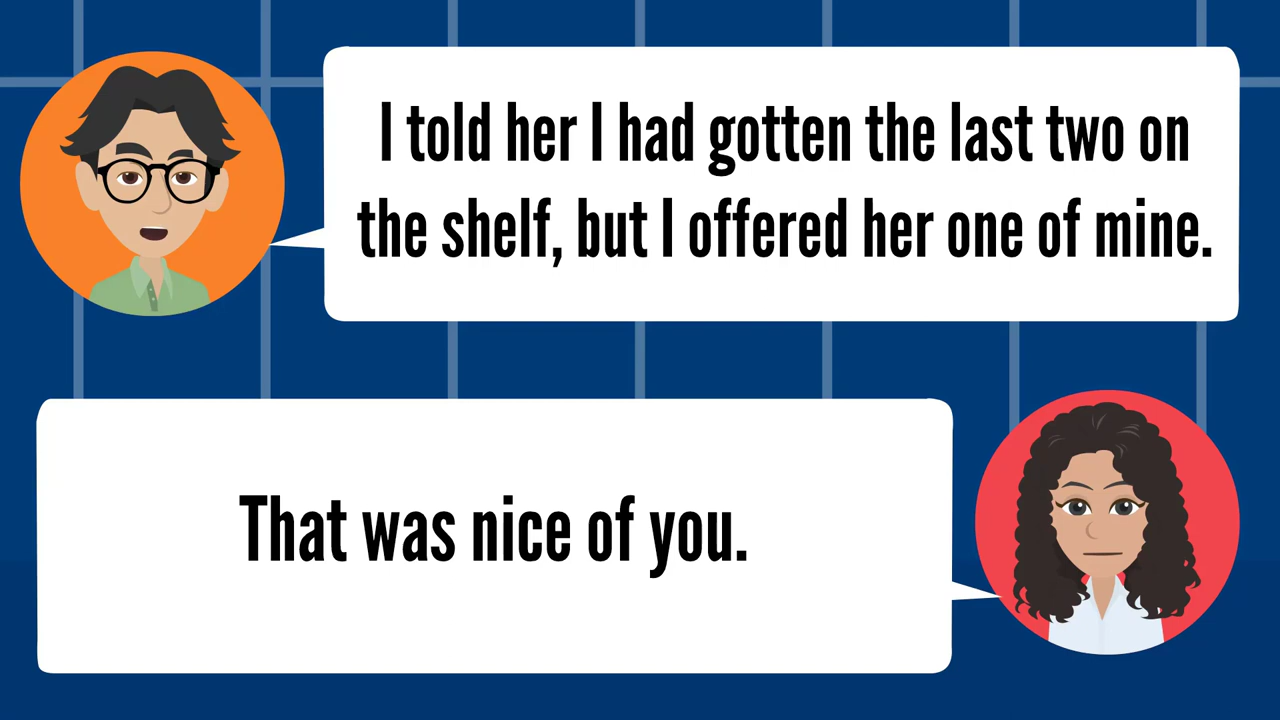 I told her I had gotten the last two on
the shelf, but I offered her one of mine.
That was nice of you.